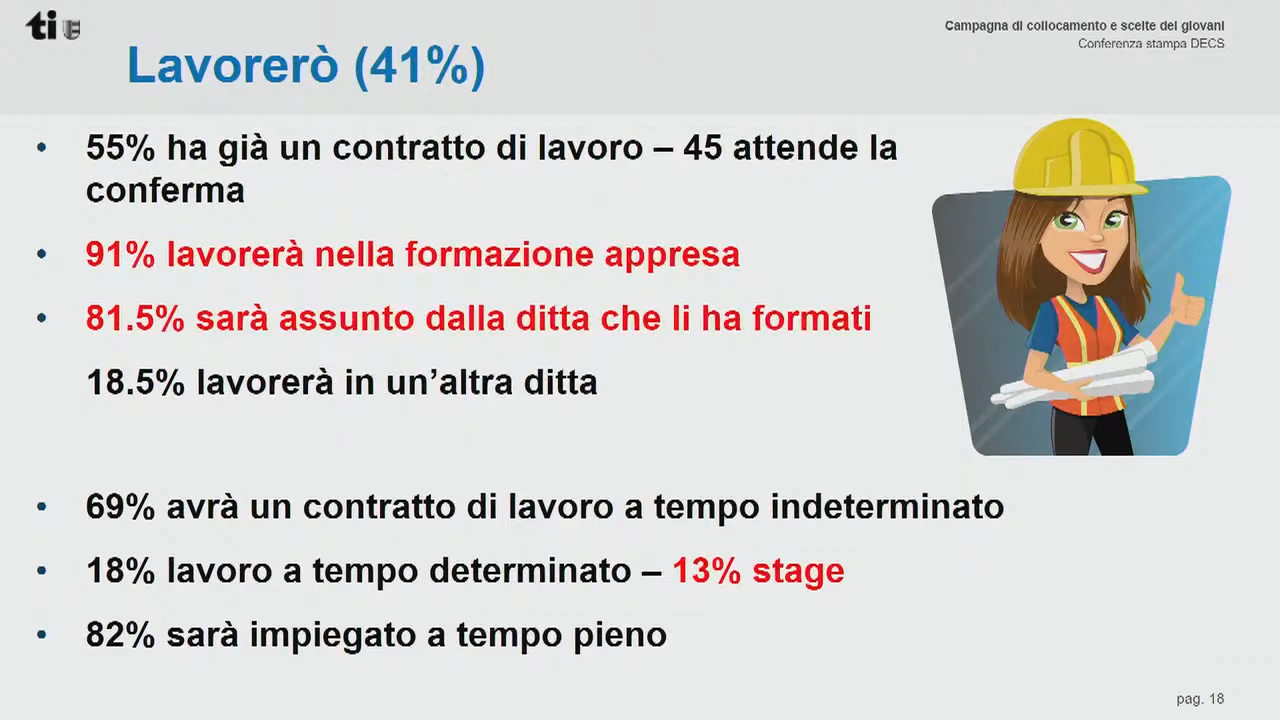 ti
Campagna di collocamento e scelte dei giovani
Conferenza stampa DECS
Lavorerò (41%)
• 55% ha già un contratto di lavoro – 45 attende la
conferma
• 91% lavorerà nella formazione appresa
• 81.5% sarà assunto dalla ditta che li ha formati
18.5% lavorerà in un’altra ditta
• 69% avrà un contratto di lavoro a tempo indeterminato
• 18% lavoro a tempo determinato – 13% stage
• 82% sarà impiegato a tempo pieno
pag. 18